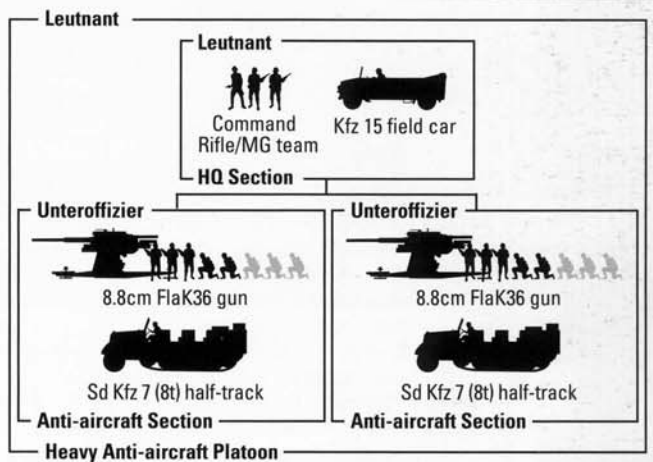 Leutnant
Leutnant
Command
Rifle/MG team
Kfz 15 field car
HQ Section
Unteroffizier
8.8cm FlaK36 gun
Sd Kfz 7 (8t) half-track
Anti-aircraft Section
Unteroffizier
8.8cm FlaK36 gun
Sd Kfz 7 (8t) half-track
Anti-aircraft Section
Heavy Anti-aircraft Platoon